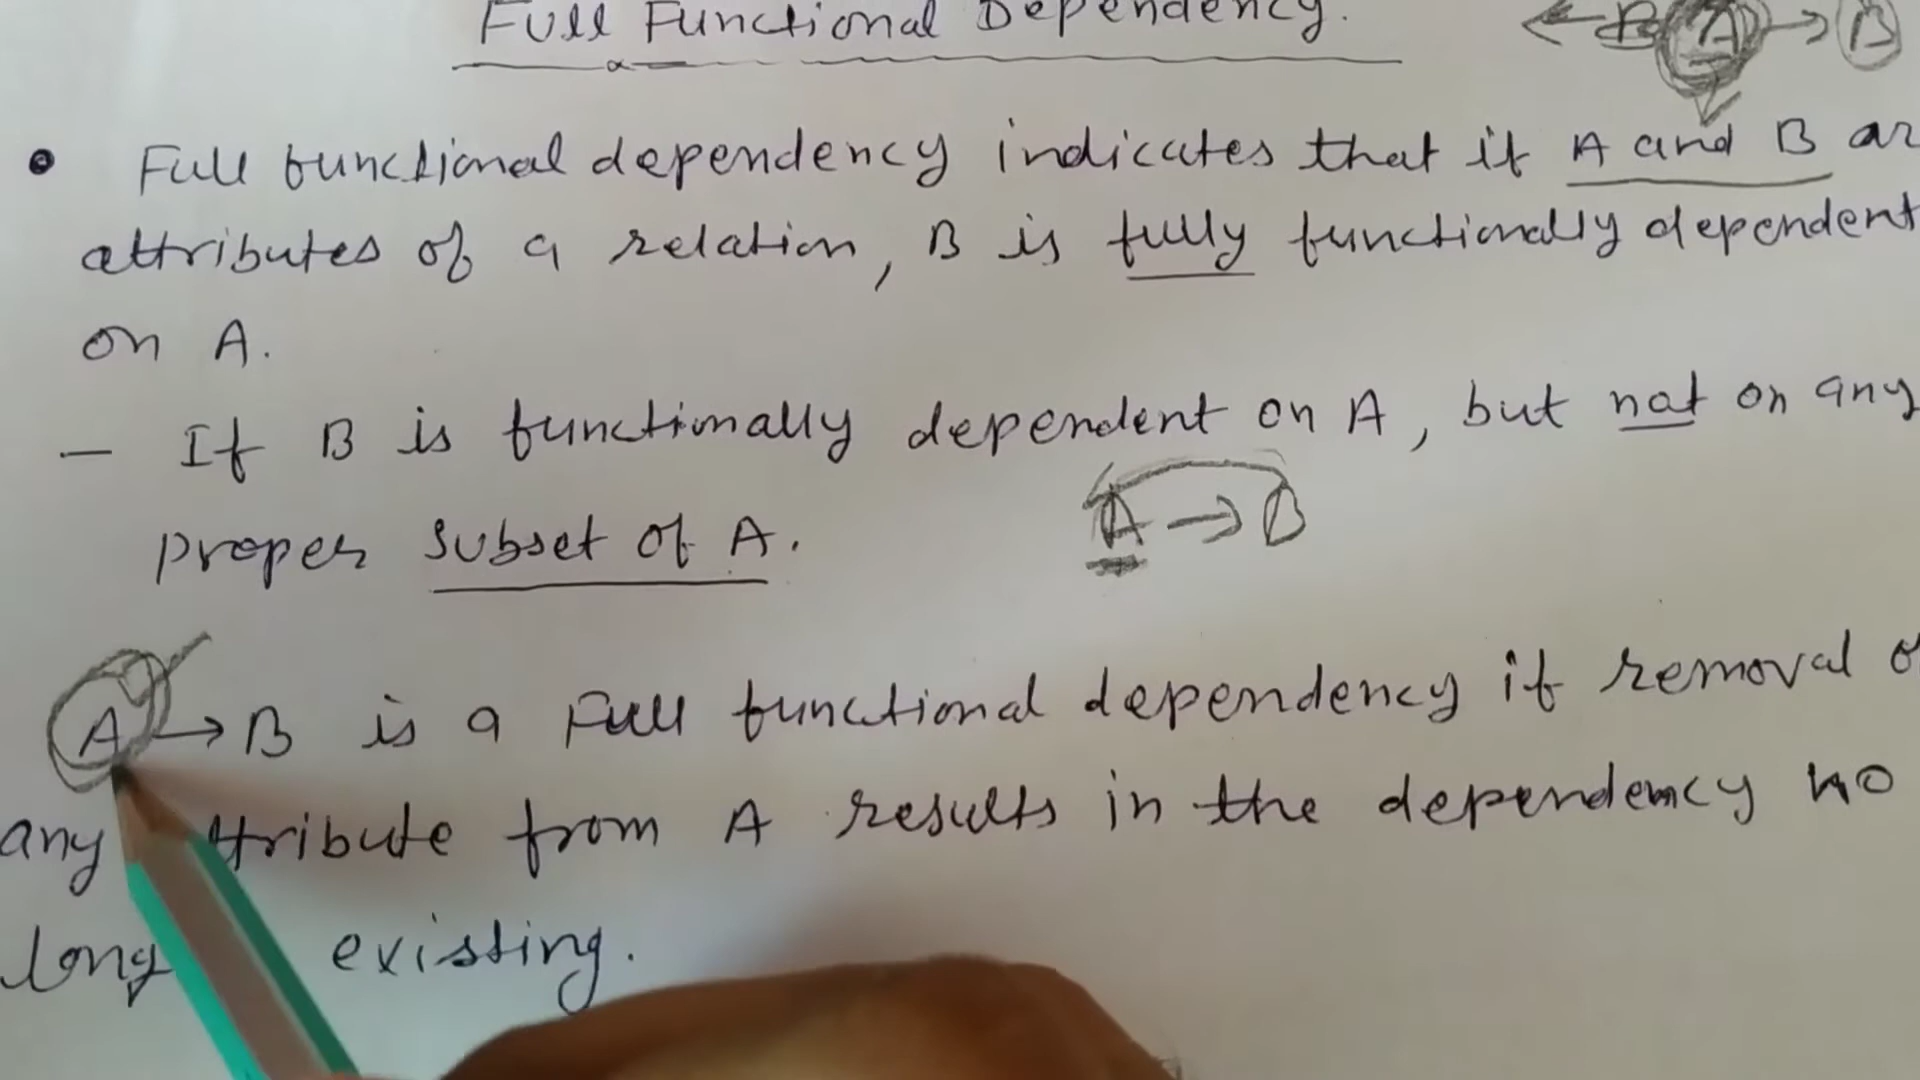 Full Functional Dependency.
B A → B
• Full functional dependency indicates that if A and B ar
attributes of a relation, B is fully functionally dependent
on A.
— If B is functionally dependent on A, but not on any
proper subset of A.
A → B
A → B is a Full functional dependency if removal o
any ttribute from A results in the dependency no
long existing.